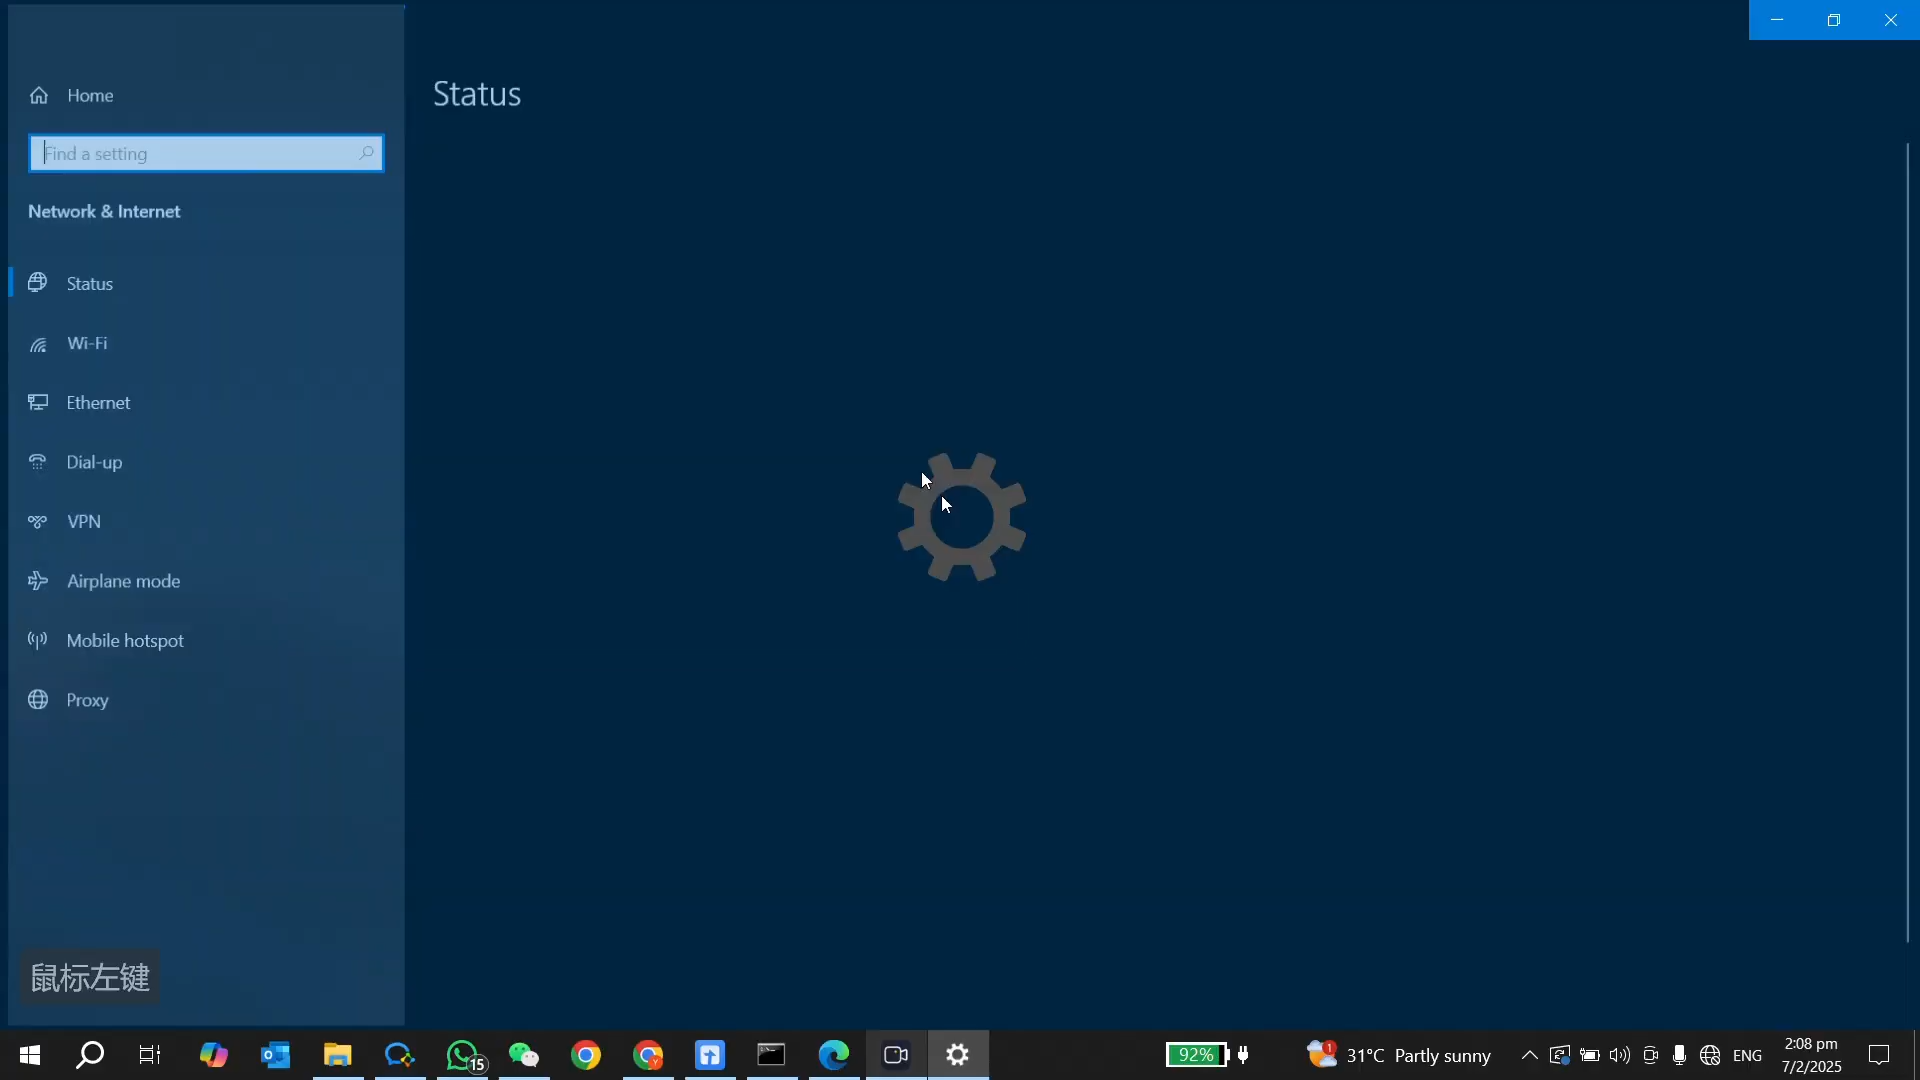 Home
Status
Find a setting
Network & Internet
Status
Wi-Fi
Ethernet
Dial-up
VPN
Airplane mode
Mobile hotspot
Proxy
鼠标左键
15
92%
1
31°C Partly sunny
ENG
2:08 pm
7/2/2025